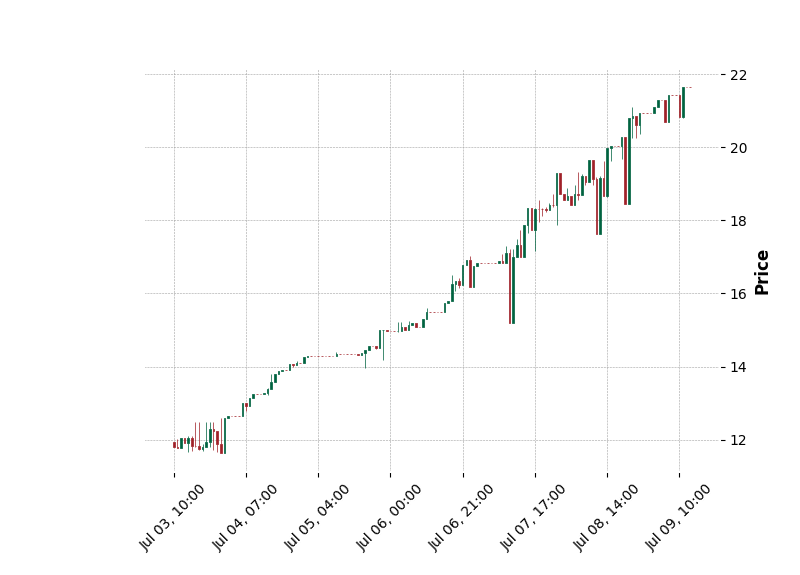 22
20
18
16
14
12
Price
Jul 03, 10:00
Jul 04, 07:00
Jul 05, 04:00
Jul 06, 00:00
Jul 06, 21:00
Jul 07, 17:00
Jul 08, 14:00
Jul 09, 10:00